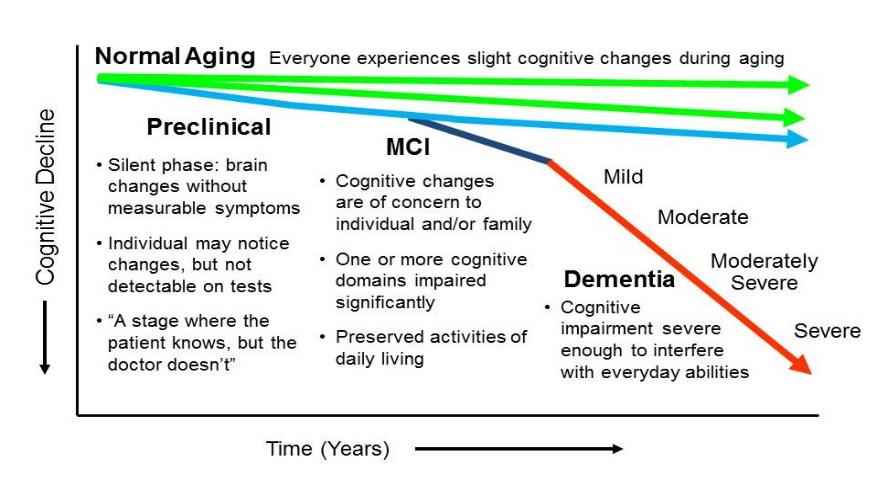 Normal Aging Everyone experiences slight cognitive changes during aging
Cognitive Decline
Preclinical
• Silent phase: brain
changes without
measurable symptoms
• Individual may notice
changes, but not
detectable on tests
• “A stage where the
patient knows, but the
doctor doesn’t”
MCI
• Cognitive changes
are of concern to
individual and/or family
• One or more cognitive
domains impaired
significantly
• Preserved activities of
daily living
Mild
Moderate
Moderately
Severe
Severe
Dementia
• Cognitive
impairment severe
enough to interfere
with everyday abilities
Time (Years)